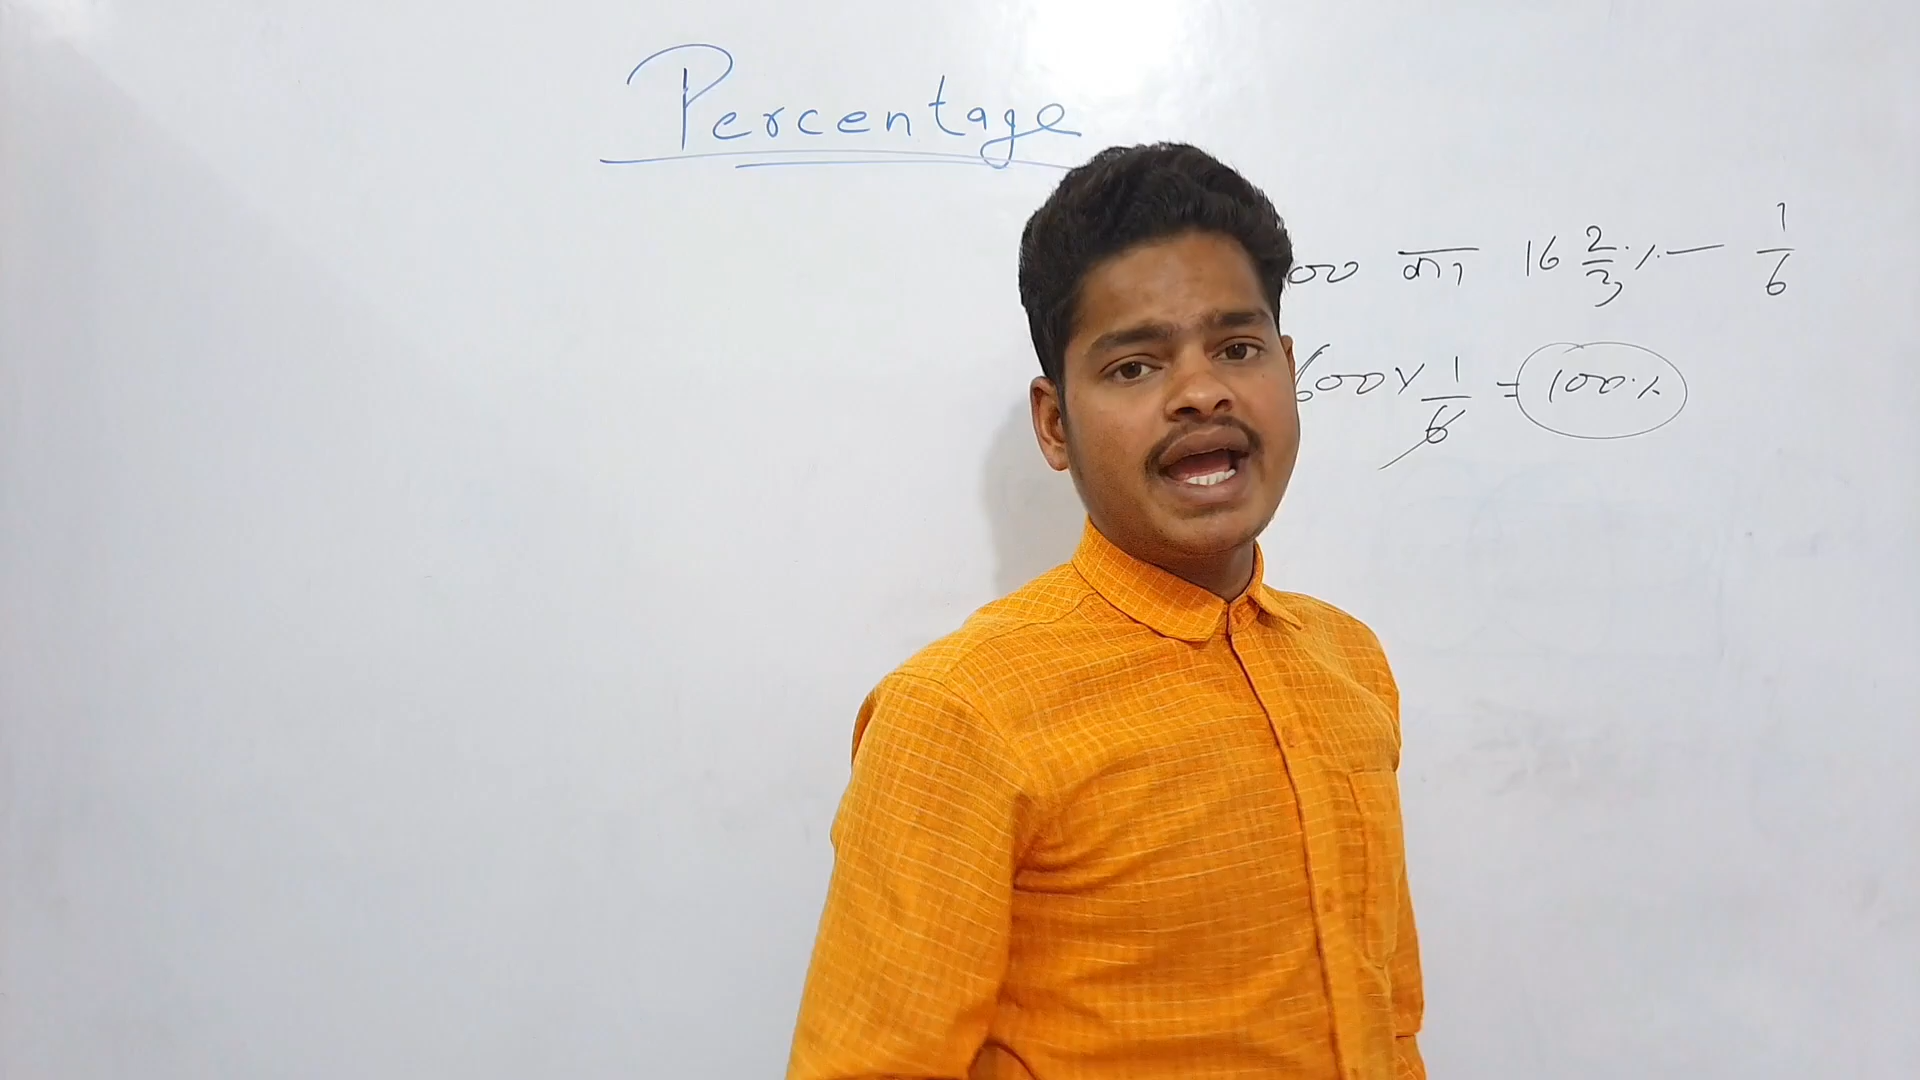 Percentage
00 का 16 2/3 % — 1/6
600 × 1/6 = 100%